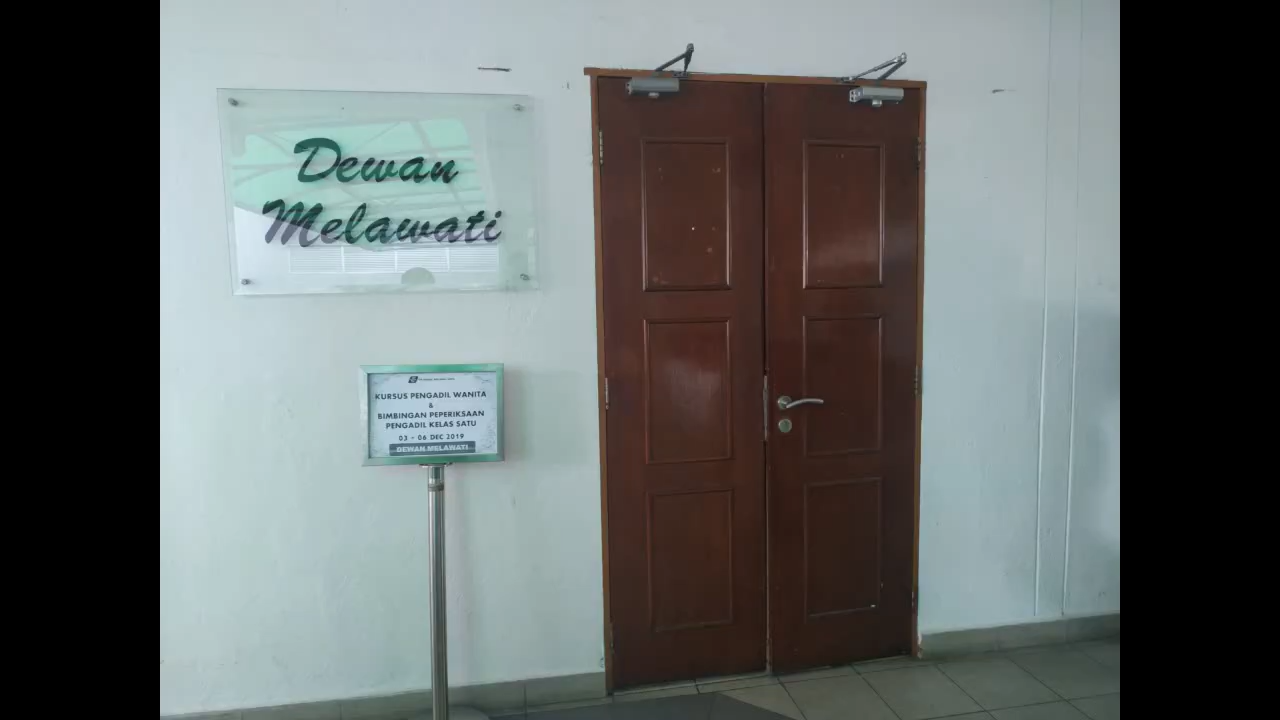 Dewan
Melawati
KURSUS PENGADIL WANITA
&
BIMBINGAN PEPERIKSAAN
PENGADIL KELAS SATU
03 - 06 DEC 2019
DEWAN MELAWATI